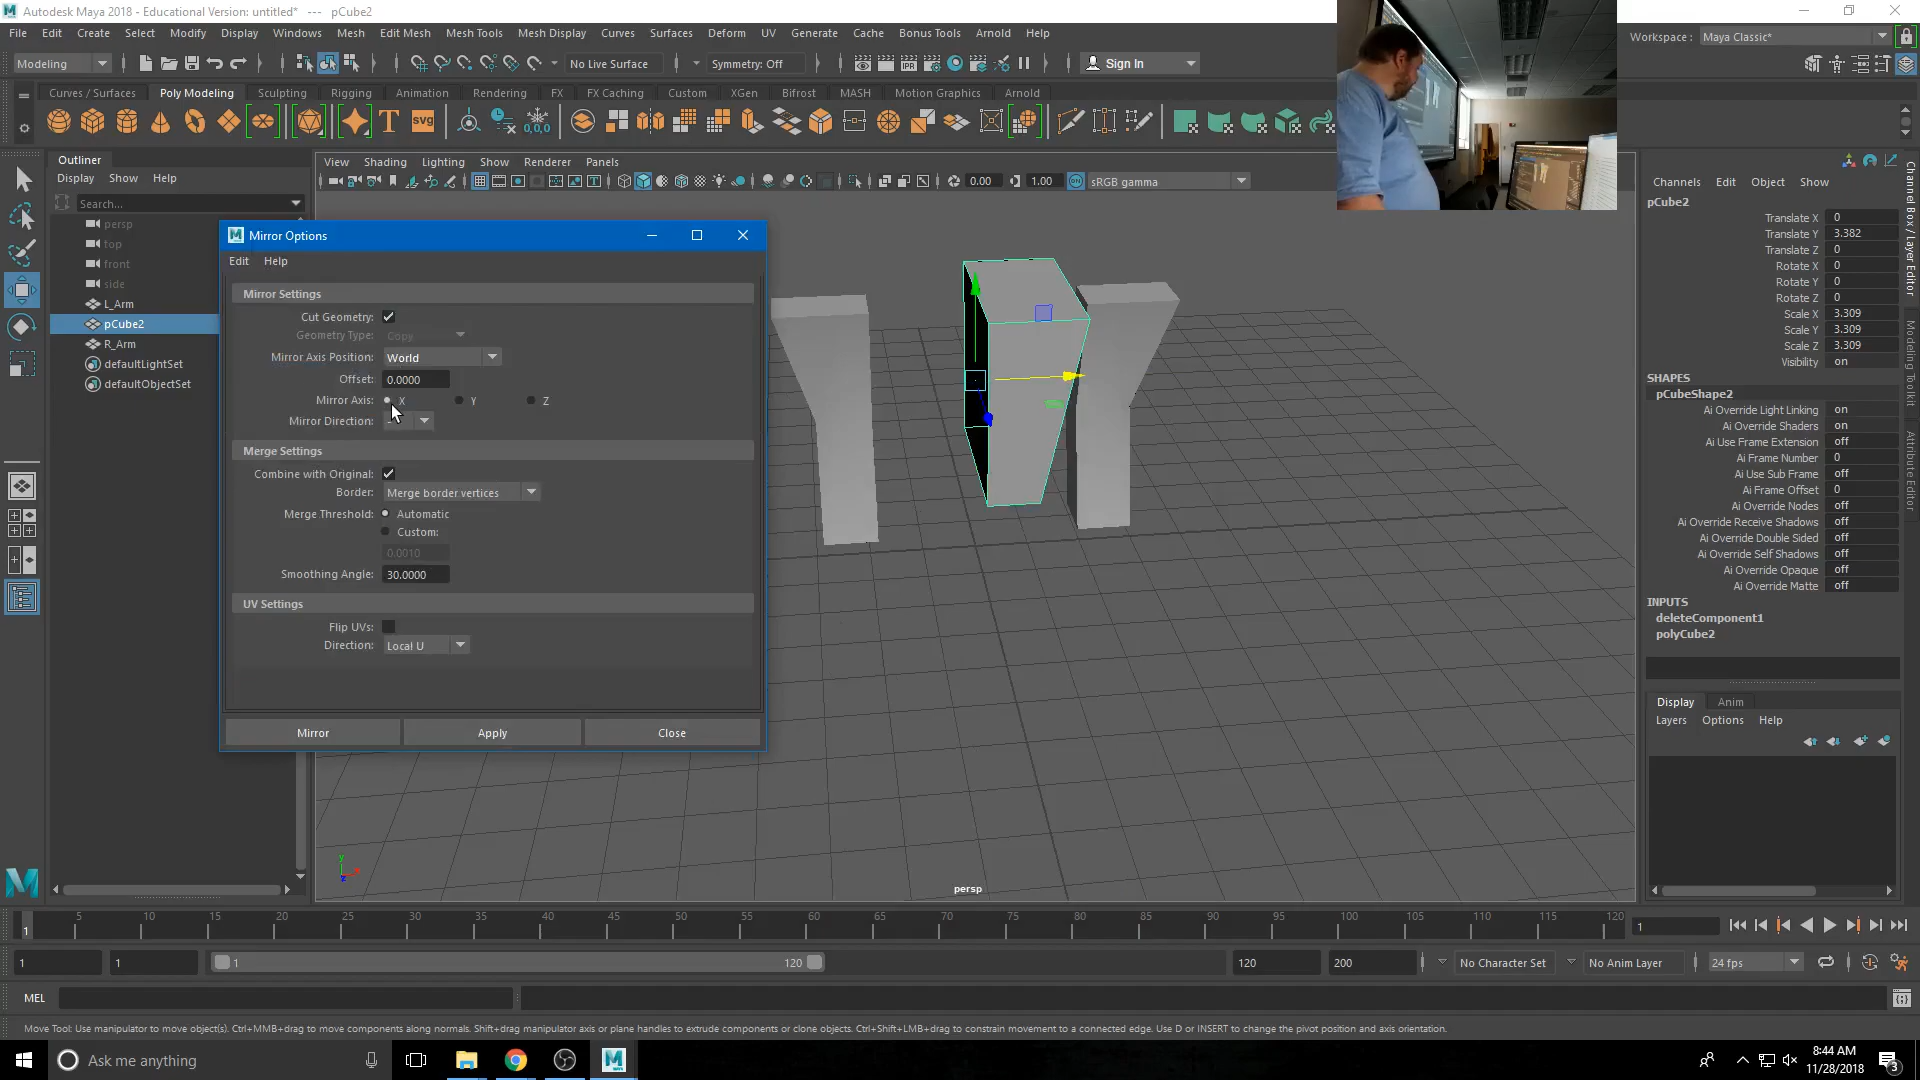 Autodesk Maya 2018 - Educational Version: untitled* --- pCube2
File Edit Create Select Modify Display Windows Mesh Edit Mesh Mesh Tools Mesh Display Curves Surfaces Deform UV Generate Cache Bonus Tools Arnold Help
Workspace : Maya Classic*
Modeling No Live Surface Symmetry: Off Sign In
Curves / Surfaces Poly Modeling Sculpting Rigging Animation Rendering FX FX Caching Custom XGen Bifrost MASH Motion Graphics Arnold
T svg 0,0,0
Outliner
Display Show Help
Search...
persp
top
front
side
L_Arm
pCube2
R_Arm
defaultLightSet
defaultObjectSet
View Shading Lighting Show Renderer Panels
0.00 1.00 sRGB gamma
Mirror Options
Edit Help
Mirror Settings
Cut Geometry:
Geometry Type: Copy
Mirror Axis Position: World
Offset: 0.0000
Mirror Axis: X Y Z
Mirror Direction:
Merge Settings
Combine with Original:
Border: Merge border vertices
Merge Threshold: Automatic
Custom:
0.0010
Smoothing Angle: 30.0000
UV Settings
Flip UVs:
Direction: Local U
Mirror Apply Close
y
z
persp
Channels Edit Object Show
pCube2
Translate X 0
Translate Y 3.382
Translate Z 0
Rotate X 0
Rotate Y 0
Rotate Z 0
Scale X 3.309
Scale Y 3.309
Scale Z 3.309
Visibility on
SHAPES
pCubeShape2
Ai Override Light Linking on
Ai Override Shaders on
Ai Use Frame Extension off
Ai Frame Number 0
Ai Use Sub Frame off
Ai Frame Offset 0
Ai Override Nodes off
Ai Override Receive Shadows off
Ai Override Double Sided off
Ai Override Self Shadows off
Ai Override Opaque off
Ai Override Matte off
INPUTS
deleteComponent1
polyCube2
Display Anim
Layers Options Help
Channel Box / Layer Editor
Modeling Toolkit
Attribute Editor
5 10 15 20 25 30 35 40 45 50 55 60 65 70 75 80 85 90 95 100 105 110 115 120
1 1
1 1 1 120 120 200 No Character Set No Anim Layer 24 fps
MEL
Move Tool: Use manipulator to move object(s). Ctrl+MMB+drag to move components along normals. Shift+drag manipulator axis or plane handles to extrude components or clone objects. Ctrl+Shift+LMB+drag to constrain movement to a connected edge. Use D or INSERT to change the pivot position and axis orientation.
Ask me anything
8:44 AM
11/28/2018
3